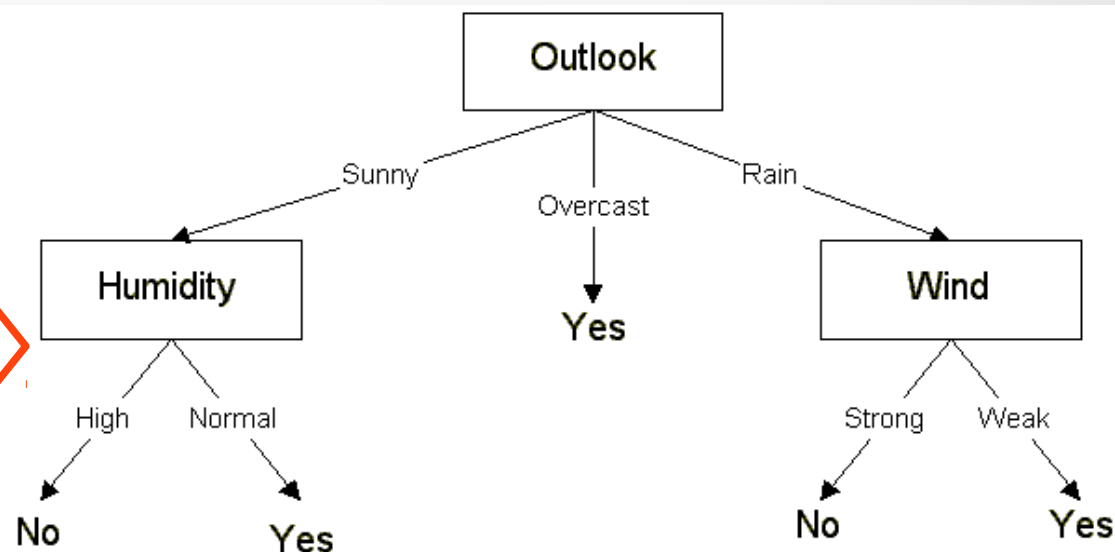 Outlook
Sunny
Rain
Overcast
Humidity
Wind
Yes
High Normal
Strong Weak
No Yes
No Yes